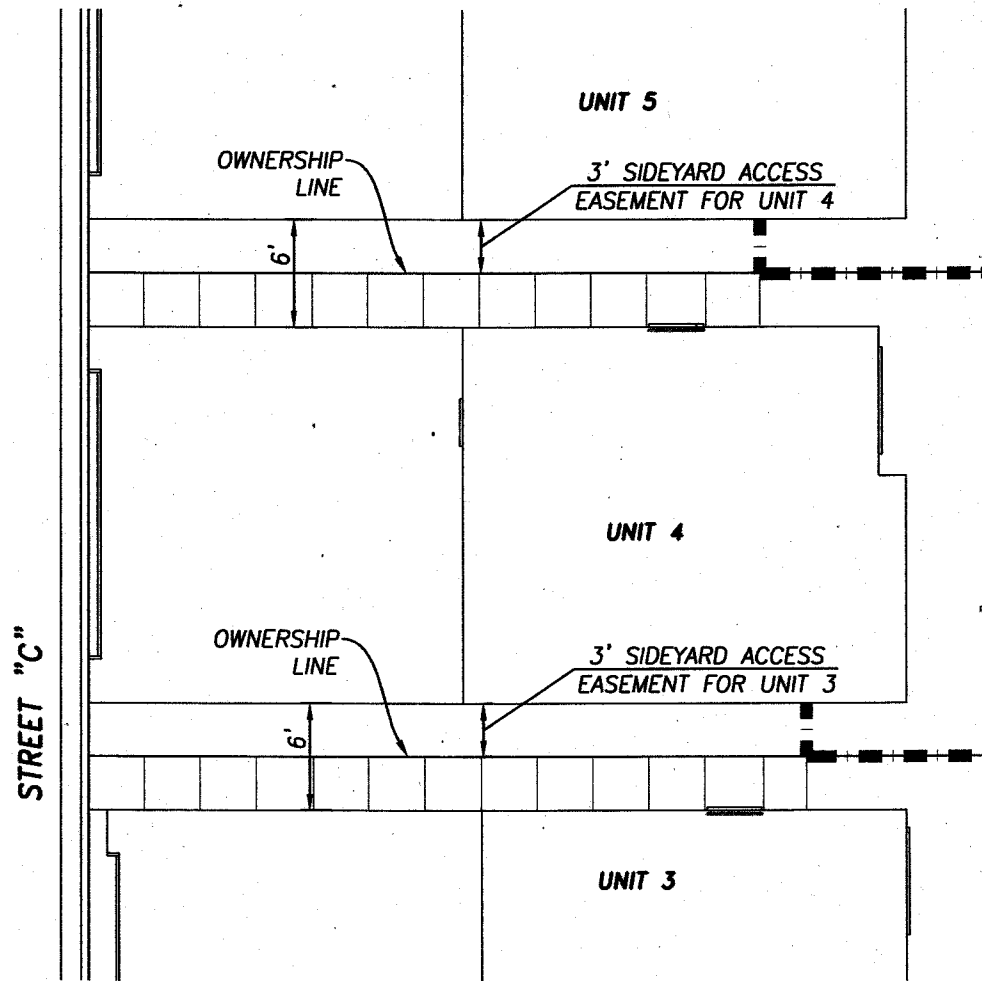 UNIT 5
OWNERSHIP
LINE
3' SIDEYARD ACCESS
EASEMENT FOR UNIT 4
6'
UNIT 4
OWNERSHIP
LINE
3' SIDEYARD ACCESS
EASEMENT FOR UNIT 3
6'
STREET "C"
UNIT 3